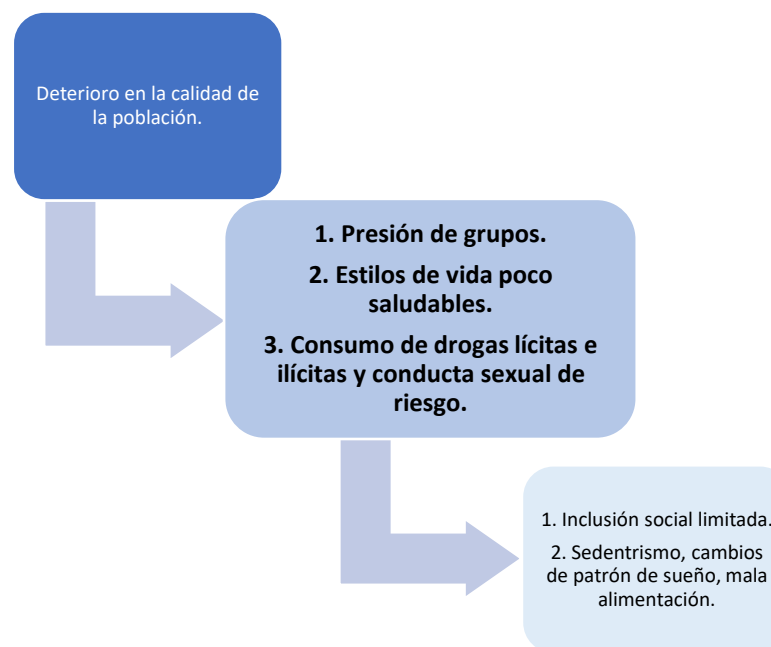 Deterioro en la calidad de
la población.
1. Presión de grupos.
2. Estilos de vida poco
saludables.
3. Consumo de drogas lícitas e
ilícitas y conducta sexual de
riesgo.
1. Inclusión social limitada.
2. Sedentrismo, cambios
de patrón de sueño, mala
alimentación.